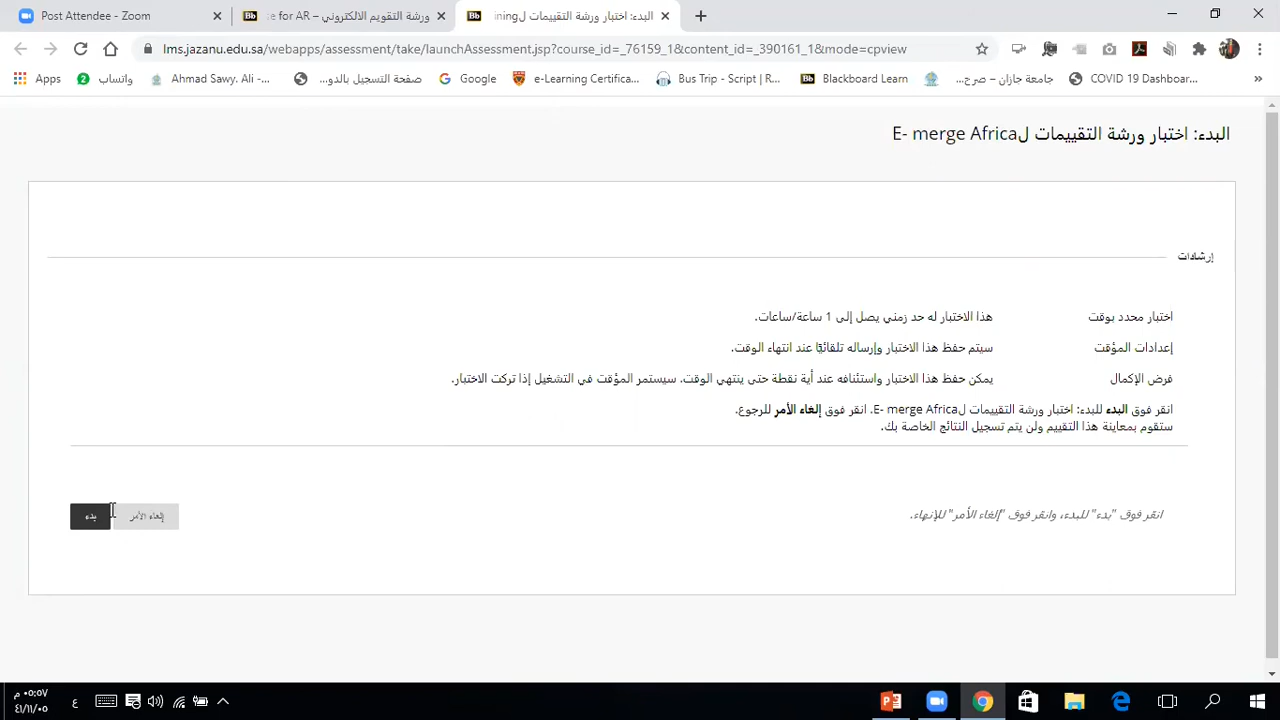 Post Attendee - Zoom
ورشة التقويم الالكتروني – e for AR
البدء: اختبار ورشة التقييمات لining
lms.jazanu.edu.sa/webapps/assessment/take/launchAssessment.jsp?course_id=_76159_1&content_id=_390161_1&mode=cpview
Apps
واتساب
Ahmad Sawy. Ali -...
صفحة التسجيل بالدو...
Google
e-Learning Certifica...
Bus Trip - Script | R...
Blackboard Learn
جامعة جازان – صرح...
COVID 19 Dashboar...
البدء: اختبار ورشة التقييمات لE- merge Africa
إرشادات
اختبار محدد بوقت هذا الاختبار له حد زمني يصل إلى 1 ساعة/ساعات.
إعدادات المؤقت سيتم حفظ هذا الاختبار وإرساله تلقائيًا عند انتهاء الوقت.
فرض الإكمال يمكن حفظ هذا الاختبار واستئنافه عند أية نقطة حتى ينتهي الوقت. سيستمر المؤقت في التشغيل إذا تركت الاختبار.
انقر فوق البدء للبدء: اختبار ورشة التقييمات لE- merge Africa. انقر فوق إلغاء الأمر للرجوع.
ستقوم بمعاينة هذا التقييم ولن يتم تسجيل النتائج الخاصة بك.
انقر فوق "بدء" للبدء، وانقر فوق "إلغاء الأمر" للإنهاء.
إلغاء الأمر
بدء
٠٥:٥٧ م
ع